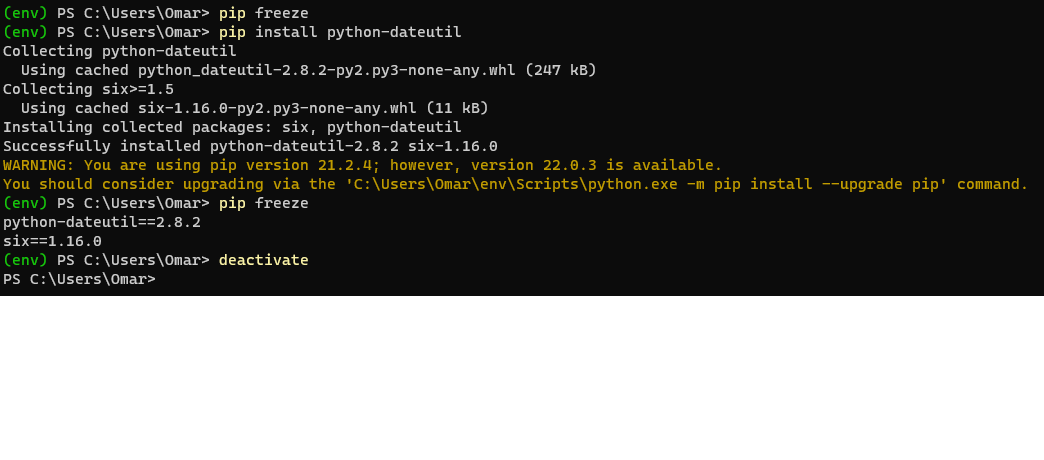 (env) PS C:\Users\Omar> pip freeze
(env) PS C:\Users\Omar> pip install python-dateutil
Collecting python-dateutil
  Using cached python_dateutil-2.8.2-py2.py3-none-any.whl (247 kB)
Collecting six>=1.5
  Using cached six-1.16.0-py2.py3-none-any.whl (11 kB)
Installing collected packages: six, python-dateutil
Successfully installed python-dateutil-2.8.2 six-1.16.0
WARNING: You are using pip version 21.2.4; however, version 22.0.3 is available.
You should consider upgrading via the 'C:\Users\Omar\env\Scripts\python.exe -m pip install --upgrade pip' command.
(env) PS C:\Users\Omar> pip freeze
python-dateutil==2.8.2
six==1.16.0
(env) PS C:\Users\Omar> deactivate
PS C:\Users\Omar>